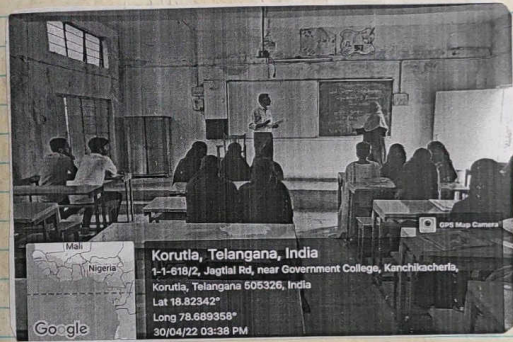 GPS Map Camera
Mali
Nigeria
Google
Korutla, Telangana, India
1-1-618/2, Jagtial Rd, near Government College, Kanchikacherla,
Korutla, Telangana 505326, India
Lat 18.82342°
Long 78.689358°
30/04/22 03:38 PM